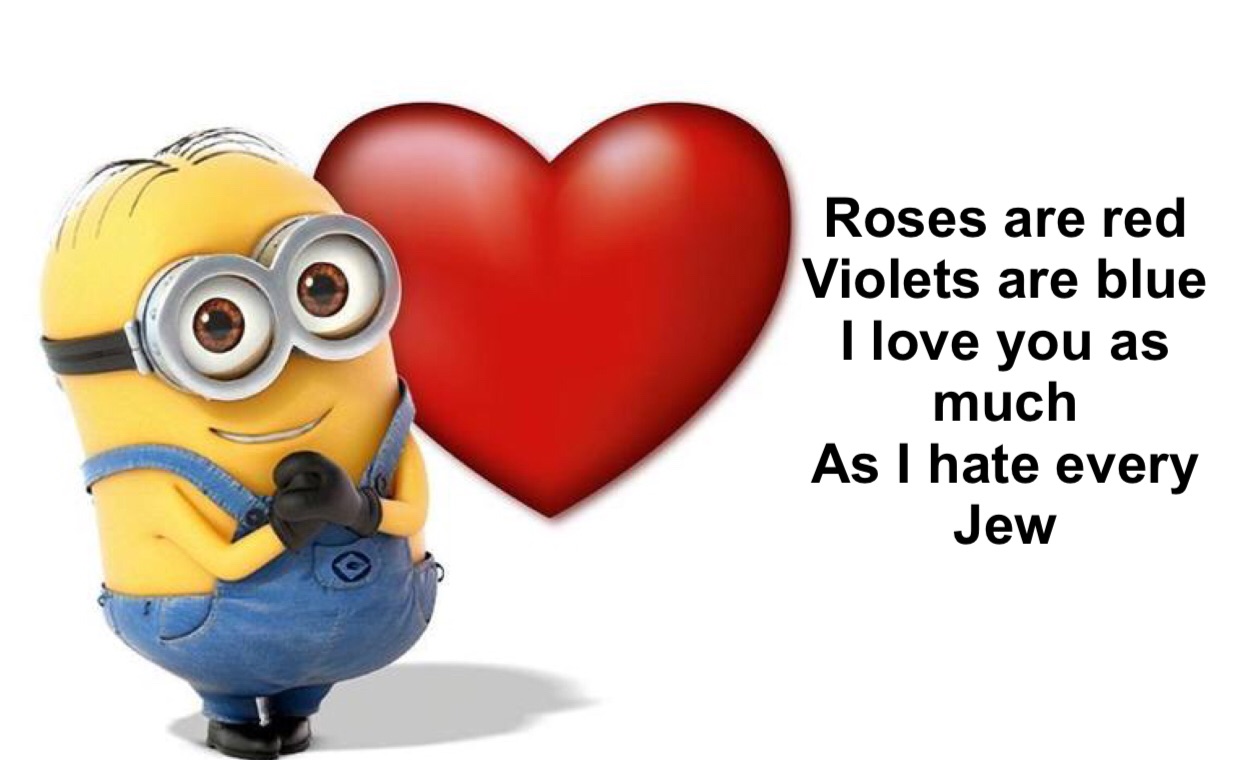 Roses are red
Violets are blue
I love you as
much
As I hate every
Jew